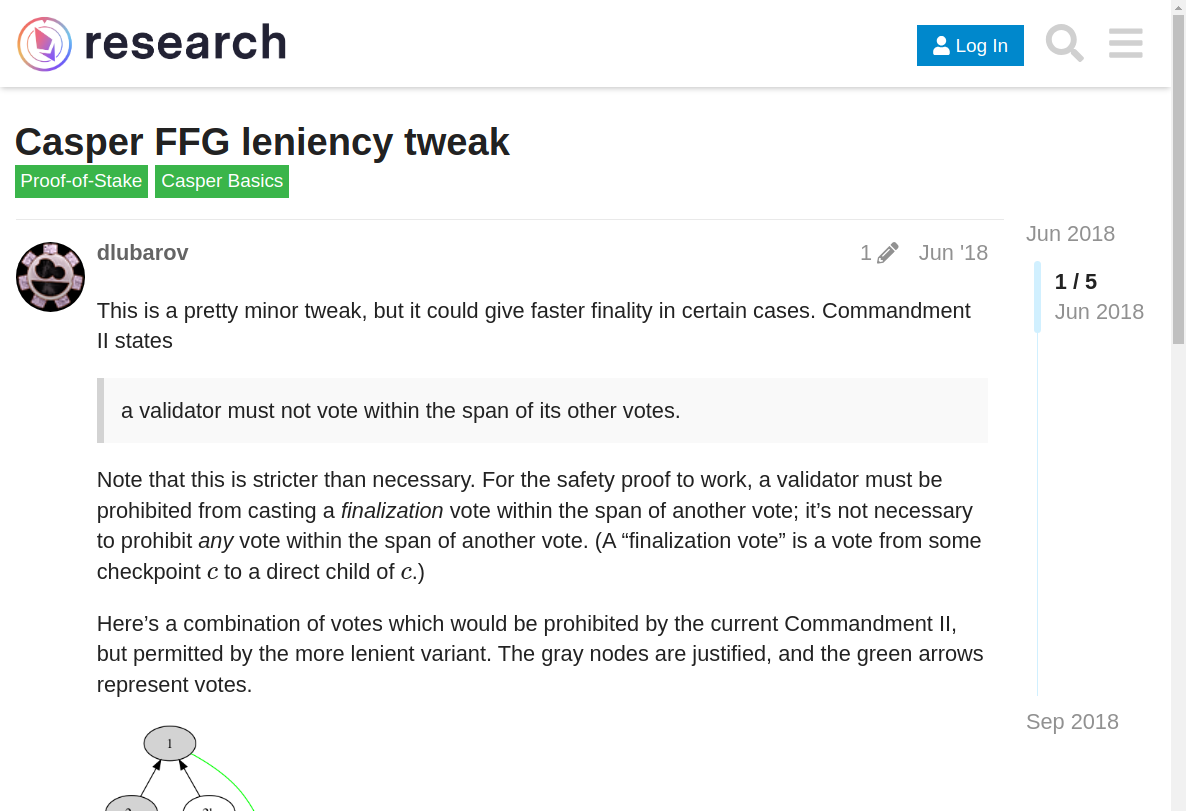 research
Log In
Casper FFG leniency tweak
Proof-of-Stake Casper Basics
dlubarov
1 Jun '18
Jun 2018
1 / 5
Jun 2018
This is a pretty minor tweak, but it could give faster finality in certain cases. Commandment
II states
a validator must not vote within the span of its other votes.
Note that this is stricter than necessary. For the safety proof to work, a validator must be
prohibited from casting a finalization vote within the span of another vote; it’s not necessary
to prohibit any vote within the span of another vote. (A “finalization vote” is a vote from some
checkpoint c to a direct child of c.)
Here’s a combination of votes which would be prohibited by the current Commandment II,
but permitted by the more lenient variant. The gray nodes are justified, and the green arrows
represent votes.
Sep 2018
1